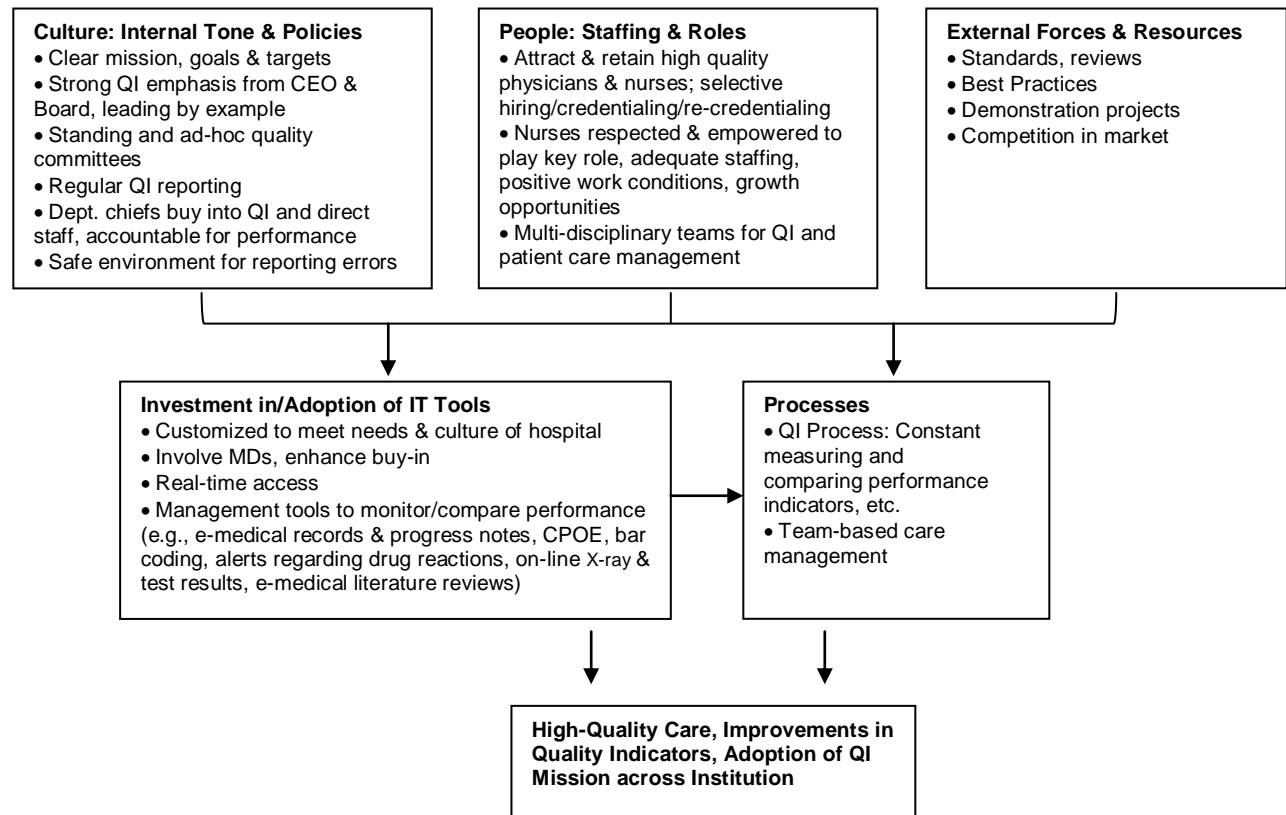 Culture: Internal Tone & Policies
• Clear mission, goals & targets
• Strong QI emphasis from CEO &
Board, leading by example
• Standing and ad-hoc quality
committees
• Regular QI reporting
• Dept. chiefs buy into QI and direct
staff, accountable for performance
• Safe environment for reporting errors
People: Staffing & Roles
• Attract & retain high quality
physicians & nurses; selective
hiring/credentialing/re-credentialing
• Nurses respected & empowered to
play key role, adequate staffing,
positive work conditions, growth
opportunities
• Multi-disciplinary teams for QI and
patient care management
External Forces & Resources
• Standards, reviews
• Best Practices
• Demonstration projects
• Competition in market
Investment in/Adoption of IT Tools
• Customized to meet needs & culture of hospital
• Involve MDs, enhance buy-in
• Real-time access
• Management tools to monitor/compare performance
(e.g., e-medical records & progress notes, CPOE, bar
coding, alerts regarding drug reactions, on-line X-ray &
test results, e-medical literature reviews)
Processes
• QI Process: Constant
measuring and
comparing performance
indicators, etc.
• Team-based care
management
High-Quality Care, Improvements in
Quality Indicators, Adoption of QI
Mission across Institution